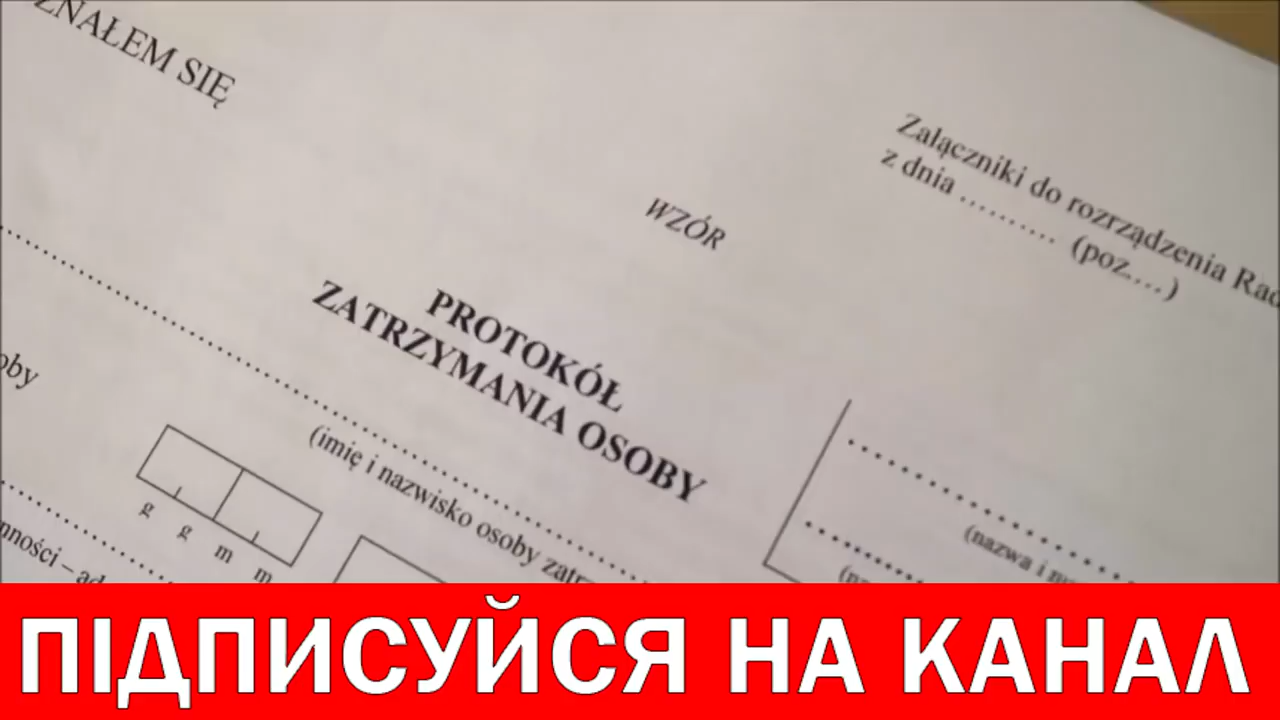 ZNAŁEM SIĘ
Załączniki do rozrządzenia Rad
z dnia .......... (poz....)
WZÓR
PROTOKÓŁ
ZATRZYMANIA OSOBY
oby
(imię i nazwisko osoby zatr
g g m m
(nazwa i nu
nności – ad
ПІДПИСУЙСЯ НА КАНАЛ